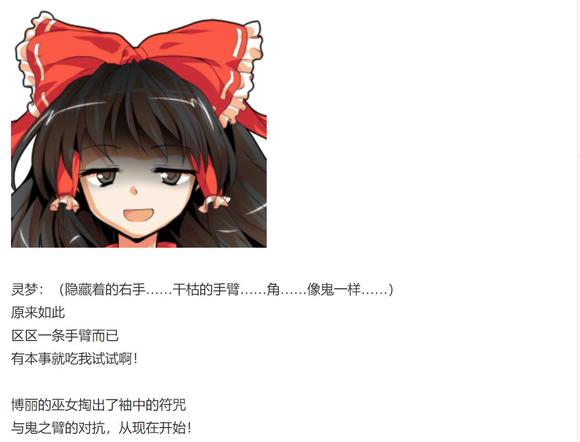 灵梦：（隐藏着的右手……干枯的手臂……角……像鬼一样……）
原来如此
区区一条手臂而已
有本事就吃我试试啊！
博丽的巫女掏出了袖中的符咒
与鬼之臂的对抗，从现在开始！